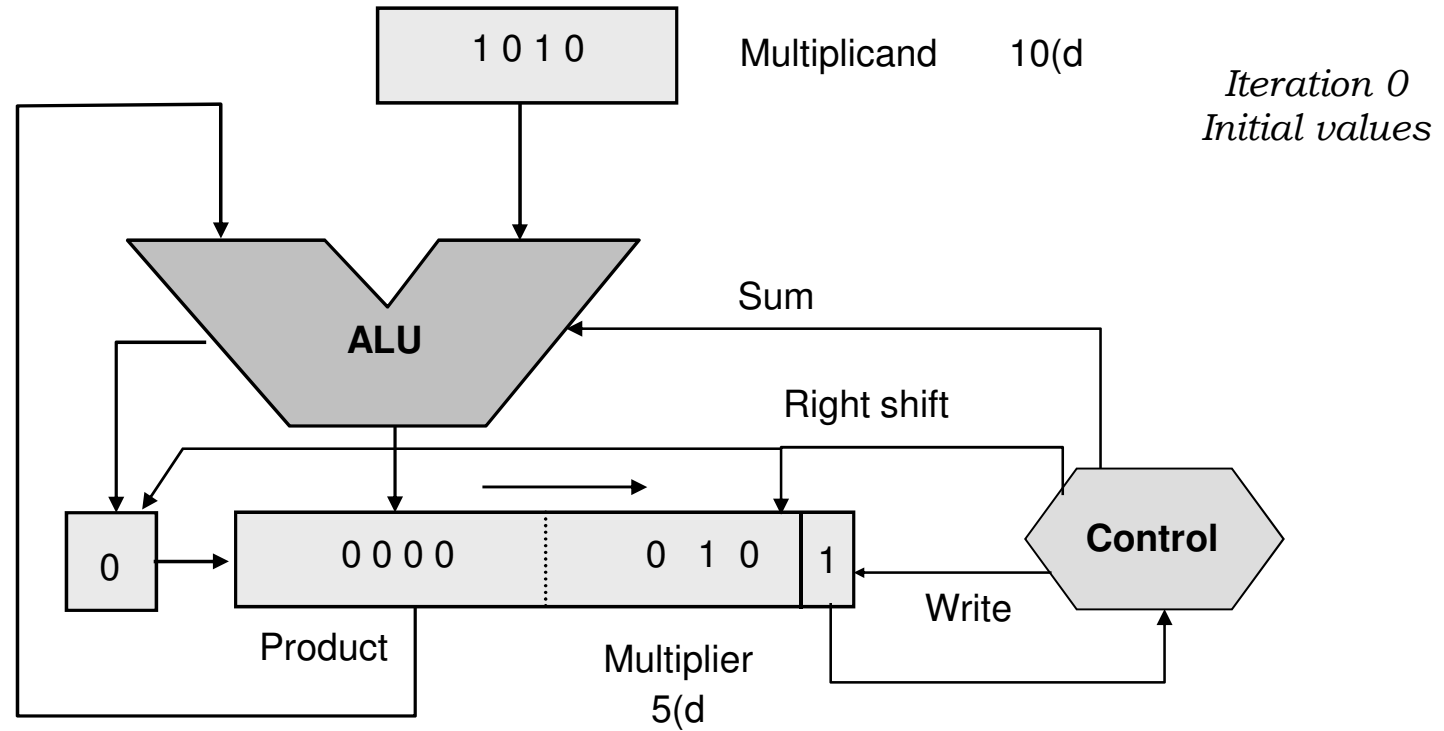 1 0 1 0 Multiplicand 10(d
Iteration 0
Initial values
Sum
ALU
Right shift
0 0 0 0 0 0 1 0 1
Control
Write
Product
Multiplier
5(d